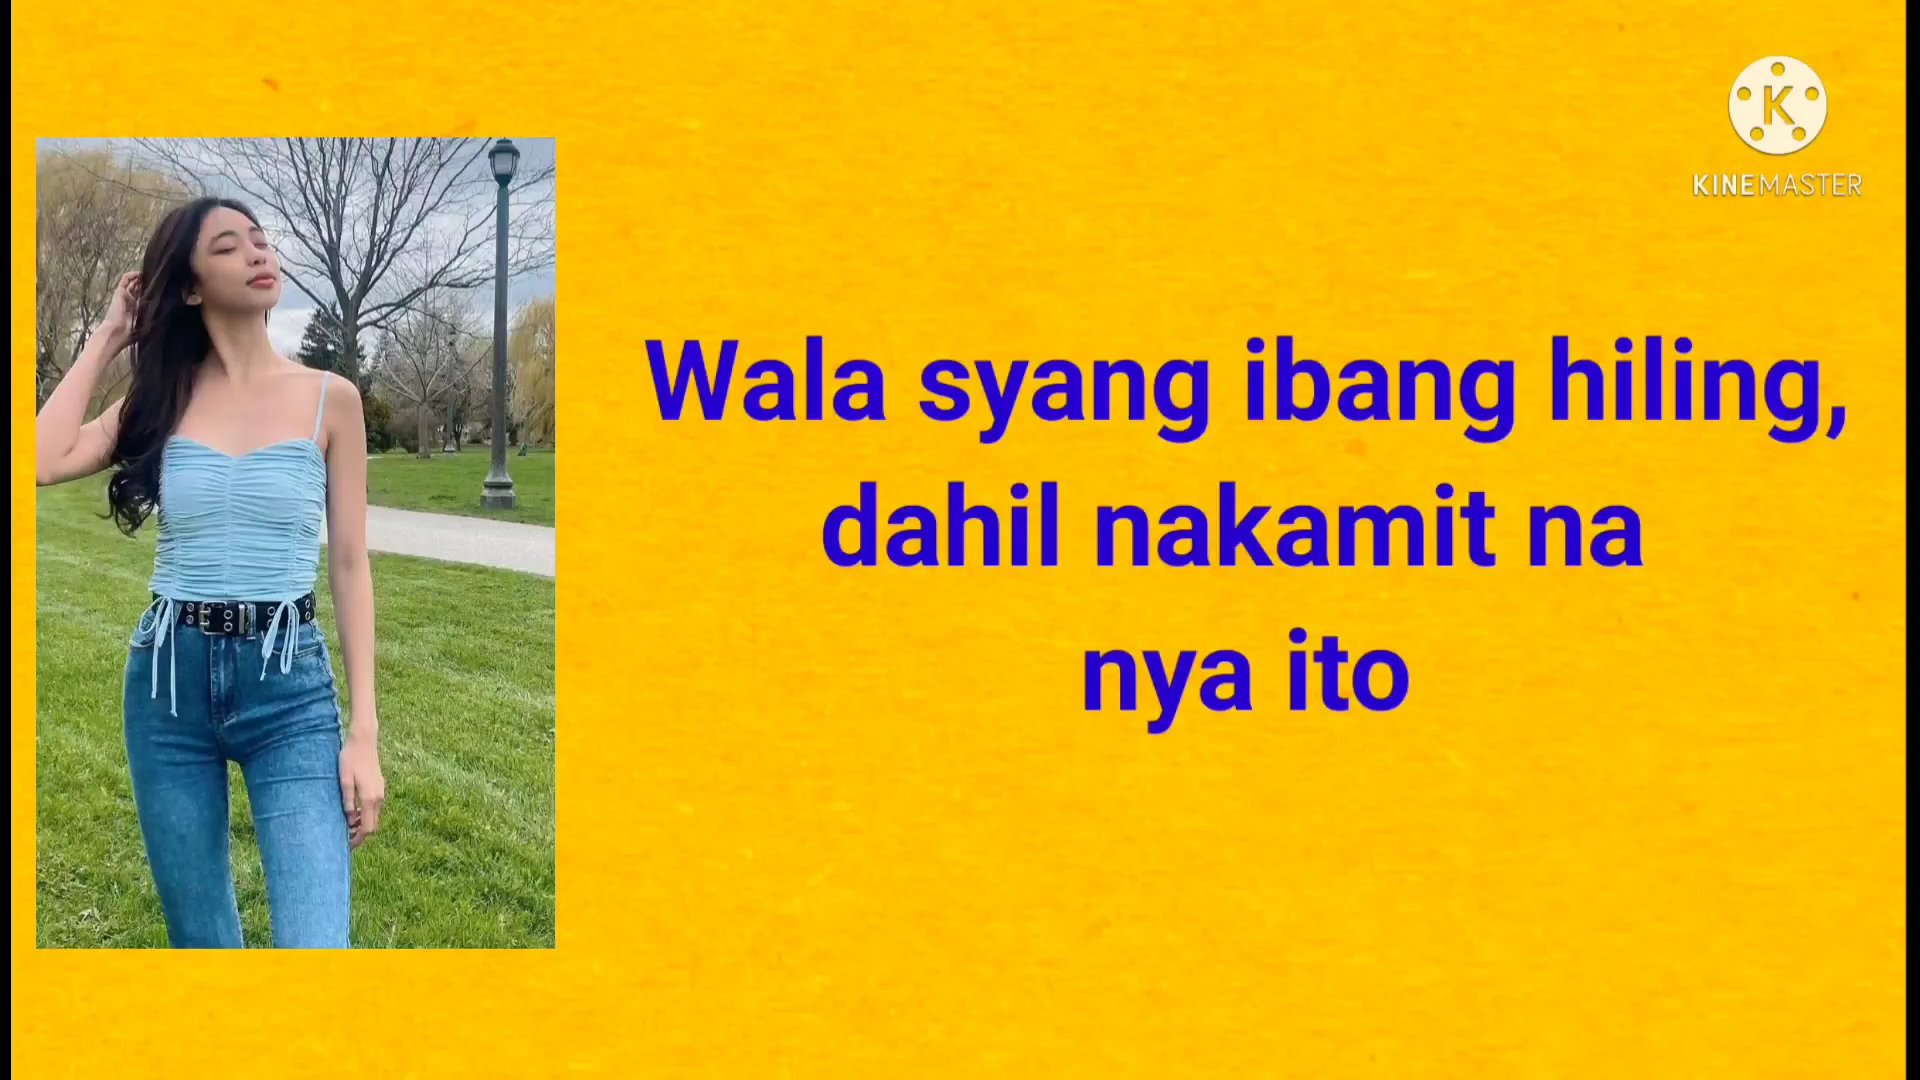 K
KINEMASTER
Wala syang ibang hiling,
dahil nakamit na
nya ito